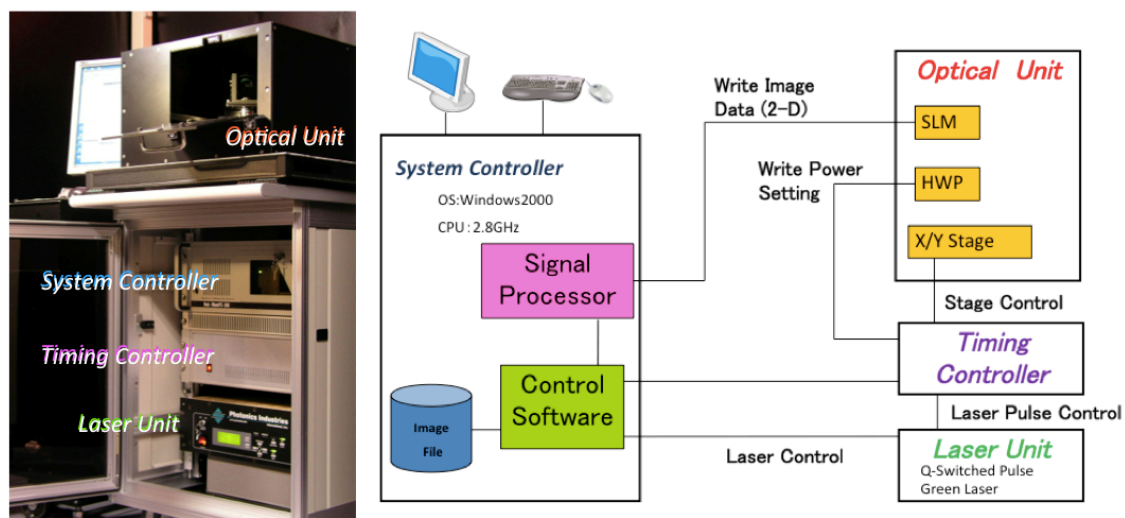 Optical Unit
System Controller
Timing Controller
Laser Unit
Photonics Industries
System Controller
OS:Windows2000
CPU : 2.8GHz
Signal
Processor
Control
Software
Image
File
Write Image
Data (2-D)
Write Power
Setting
Optical Unit
SLM
HWP
X/Y Stage
Stage Control
Timing
Controller
Laser Pulse Control
Laser Control
Laser Unit
Q-Switched Pulse
Green Laser